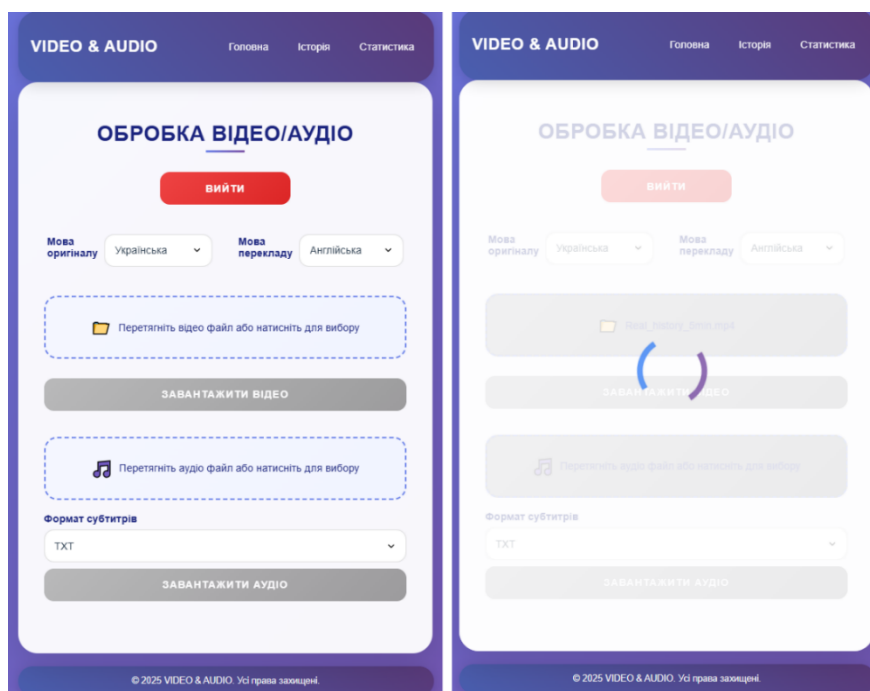 VIDEO & AUDIO
Головна Історія Статистика
ОБРОБКА ВІДЕО/АУДІО
ВИЙТИ
Мова оригіналу
Українська
Мова перекладу
Англійська
Перетягніть відео файл або натисніть для вибору
ЗАВАНТАЖИТИ ВІДЕО
Перетягніть аудіо файл або натисніть для вибору
Формат субтитрів
TXT
ЗАВАНТАЖИТИ АУДІО
© 2025 VIDEO & AUDIO. Усі права захищені.
VIDEO & AUDIO
Головна Історія Статистика
ОБРОБКА ВІДЕО/АУДІО
ВИЙТИ
Мова оригіналу
Українська
Мова перекладу
Англійська
ЗАВАНТАЖИТИ ВІДЕО
Перетягніть аудіо файл або натисніть для вибору
Формат субтитрів
TXT
ЗАВАНТАЖИТИ АУДІО
© 2025 VIDEO & AUDIO. Усі права захищені.